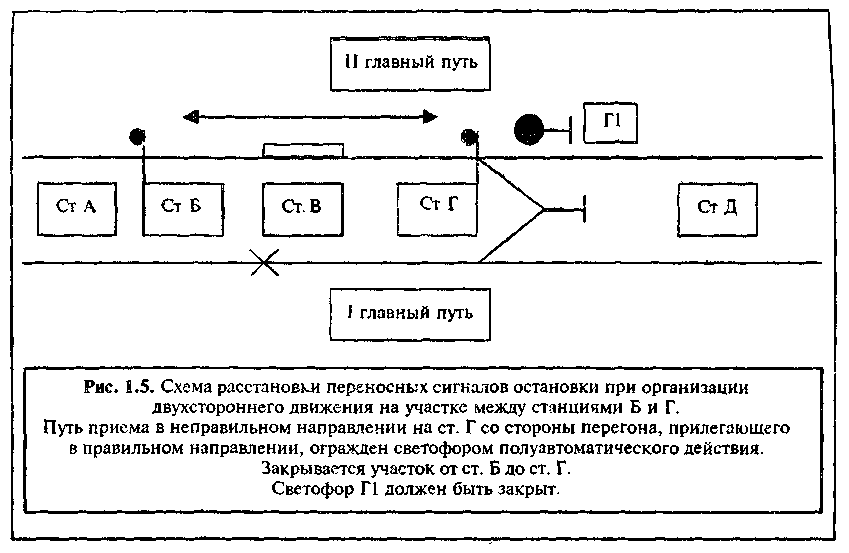 II главный путь
Г1
Ст А
Ст Б
Ст. В
Ст Г
Ст Д
I главный путь
Рис. 1.5. Схема расстановки переносных сигналов остановки при организации
двухстороннего движения на участке между станциями Б и Г.
Путь приема в неправильном направлении на ст. Г со стороны перегона, прилегающего
в правильном направлении, огражден светофором полуавтоматического действия.
Закрывается участок от ст. Б до ст. Г.
Светофор Г1 должен быть закрыт.